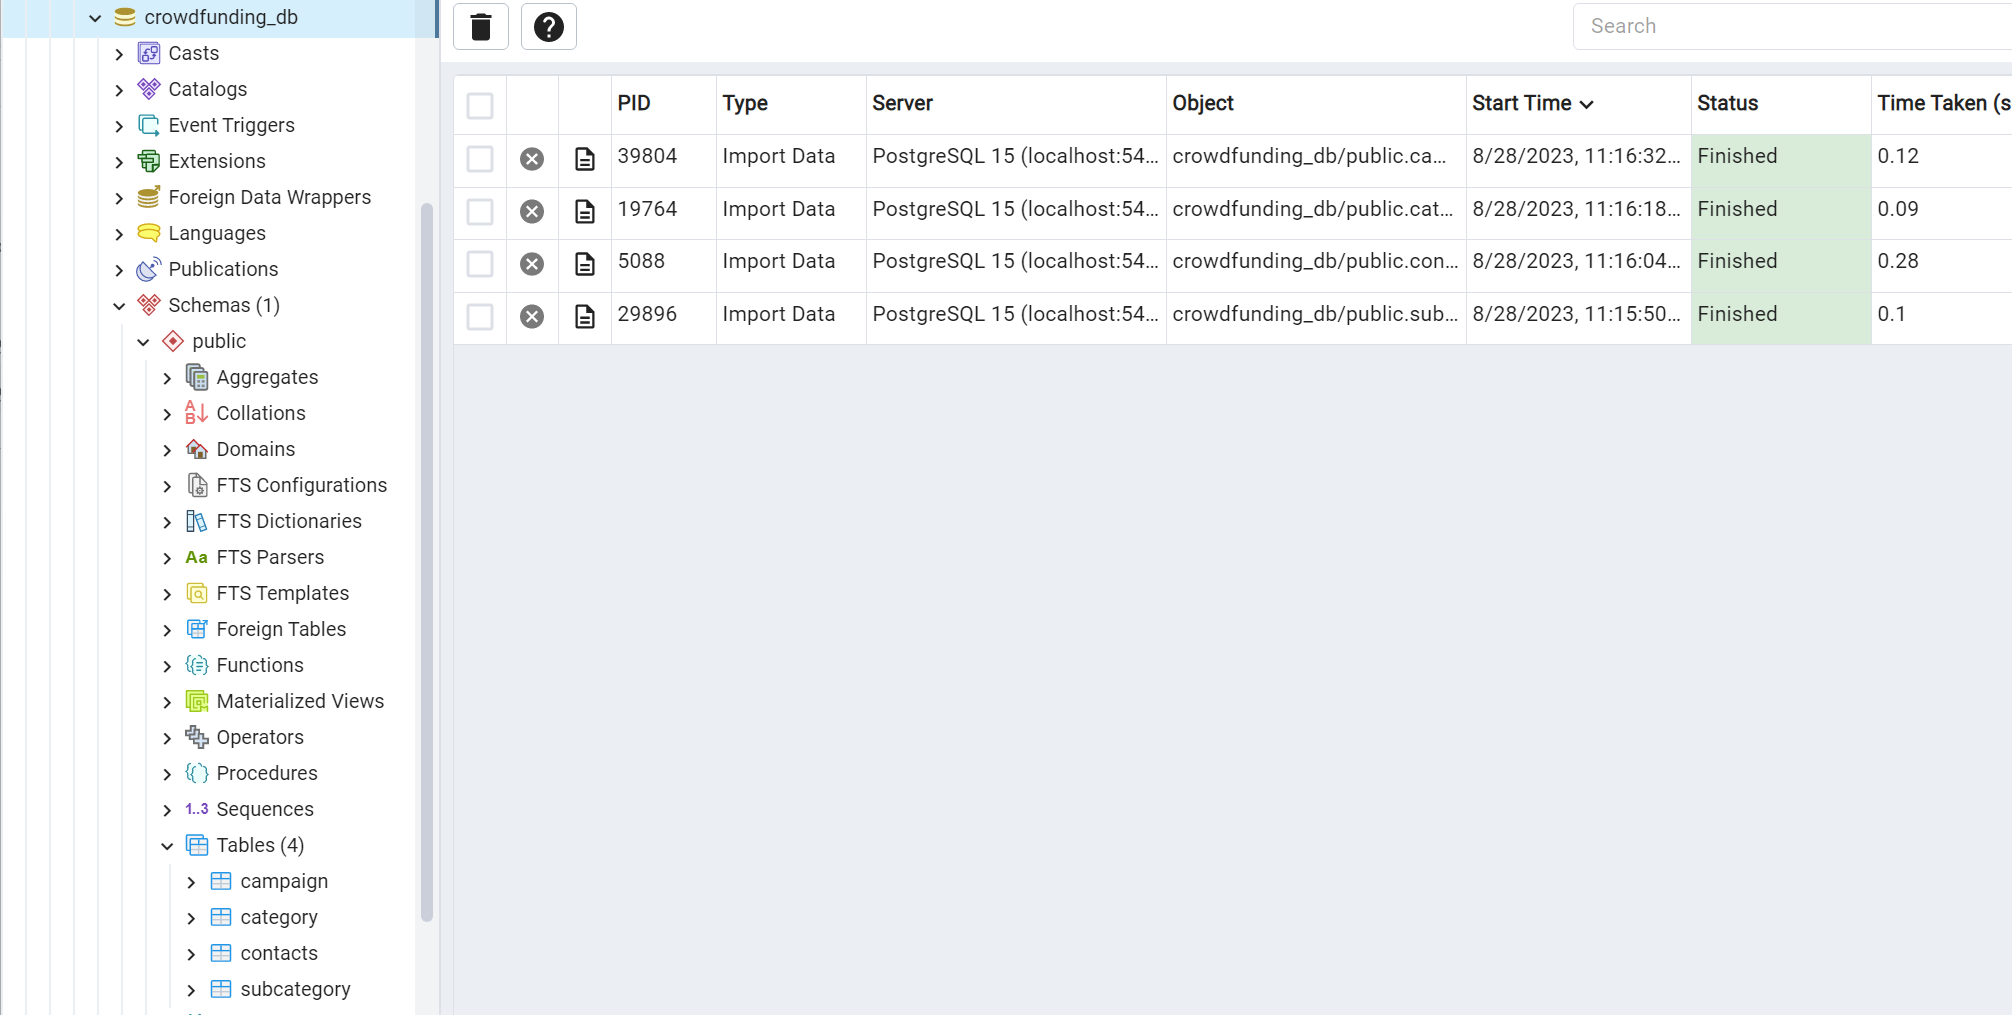 crowdfunding_db
Casts
Catalogs
Event Triggers
Extensions
Foreign Data Wrappers
Languages
Publications
Schemas (1)
public
Aggregates
Collations
Domains
FTS Configurations
FTS Dictionaries
Aa FTS Parsers
FTS Templates
Foreign Tables
Functions
Materialized Views
Operators
Procedures
1..3 Sequences
Tables (4)
campaign
category
contacts
subcategory
Search
PID Type Server Object Start Time Status Time Taken (s
39804 Import Data PostgreSQL 15 (localhost:54... crowdfunding_db/public.ca... 8/28/2023, 11:16:32... Finished 0.12
19764 Import Data PostgreSQL 15 (localhost:54... crowdfunding_db/public.cat... 8/28/2023, 11:16:18... Finished 0.09
5088 Import Data PostgreSQL 15 (localhost:54... crowdfunding_db/public.con... 8/28/2023, 11:16:04... Finished 0.28
29896 Import Data PostgreSQL 15 (localhost:54... crowdfunding_db/public.sub... 8/28/2023, 11:15:50... Finished 0.1